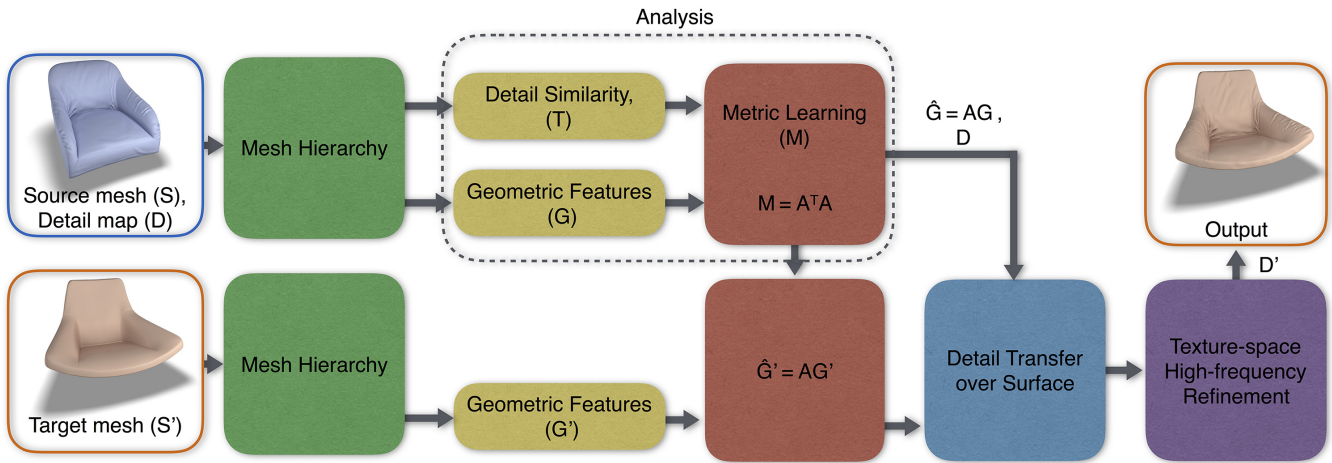 Analysis
Source mesh (S),
Detail map (D)
Mesh Hierarchy
Detail Similarity,
(T)
Geometric Features
(G)
Metric Learning
(M)
M = AᵀA
Ĝ = AG ,
D
Output
D’
Target mesh (S’)
Mesh Hierarchy
Geometric Features
(G’)
Ĝ’ = AG’
Detail Transfer
over Surface
Texture-space
High-frequency
Refinement